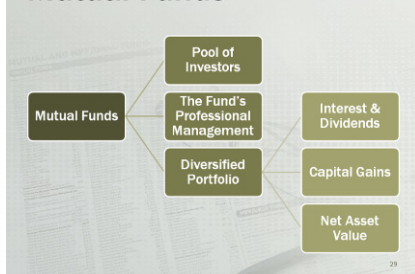 Pool of
Investors
Mutual Funds
The Fund's
Professional
Management
Diversified
Portfolio
Interest &
Dividends
Capital Gains
Net Asset
Value
29